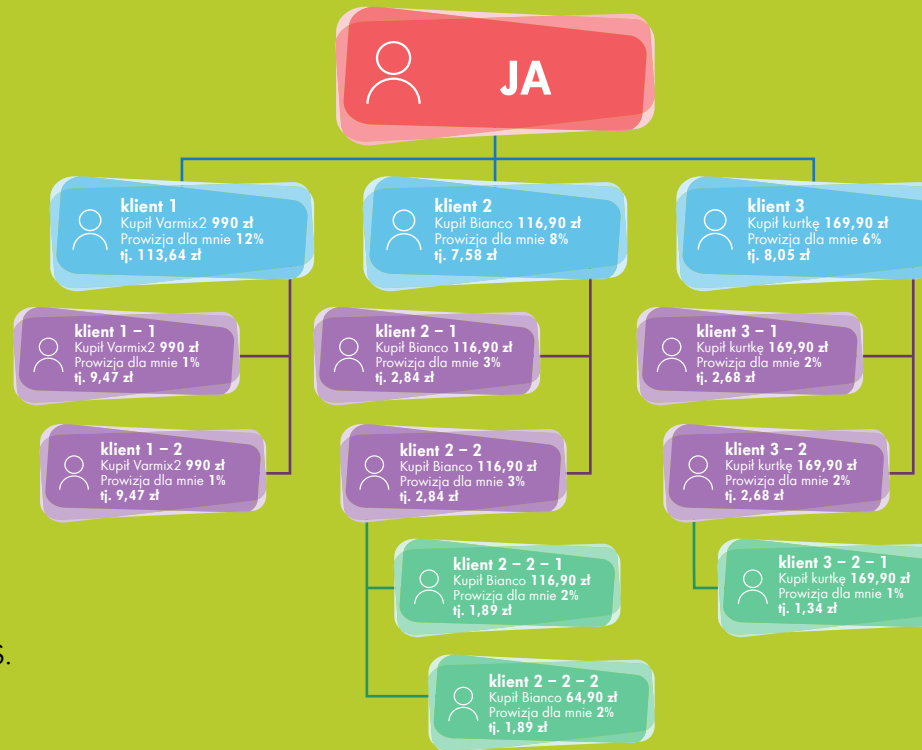 JA
klient 1
Kupił Varmix2 990 zł
Prowizja dla mnie 12%
tj. 113,64 zł
klient 2
Kupił Bianco 116,90 zł
Prowizja dla mnie 8%
tj. 7,58 zł
klient 3
Kupił kurtkę 169,90 zł
Prowizja dla mnie 6%
tj. 8,05 zł
klient 1 – 1
Kupił Varmix2 990 zł
Prowizja dla mnie 1%
tj. 9,47 zł
klient 2 – 1
Kupił Bianco 116,90 zł
Prowizja dla mnie 3%
tj. 2,84 zł
klient 3 – 1
Kupił kurtkę 169,90 zł
Prowizja dla mnie 2%
tj. 2,68 zł
klient 1 – 2
Kupił Varmix2 990 zł
Prowizja dla mnie 1%
tj. 9,47 zł
klient 2 – 2
Kupił Bianco 116,90 zł
Prowizja dla mnie 3%
tj. 2,84 zł
klient 3 – 2
Kupił kurtkę 169,90 zł
Prowizja dla mnie 2%
tj. 2,68 zł
klient 2 – 2 – 1
Kupił Bianco 116,90 zł
Prowizja dla mnie 2%
tj. 1,89 zł
klient 3 – 2 – 1
Kupił kurtkę 169,90 zł
Prowizja dla mnie 1%
tj. 1,34 zł
klient 2 – 2 – 2
Kupił Bianco 64,90 zł
Prowizja dla mnie 2%
tj. 1,89 zł